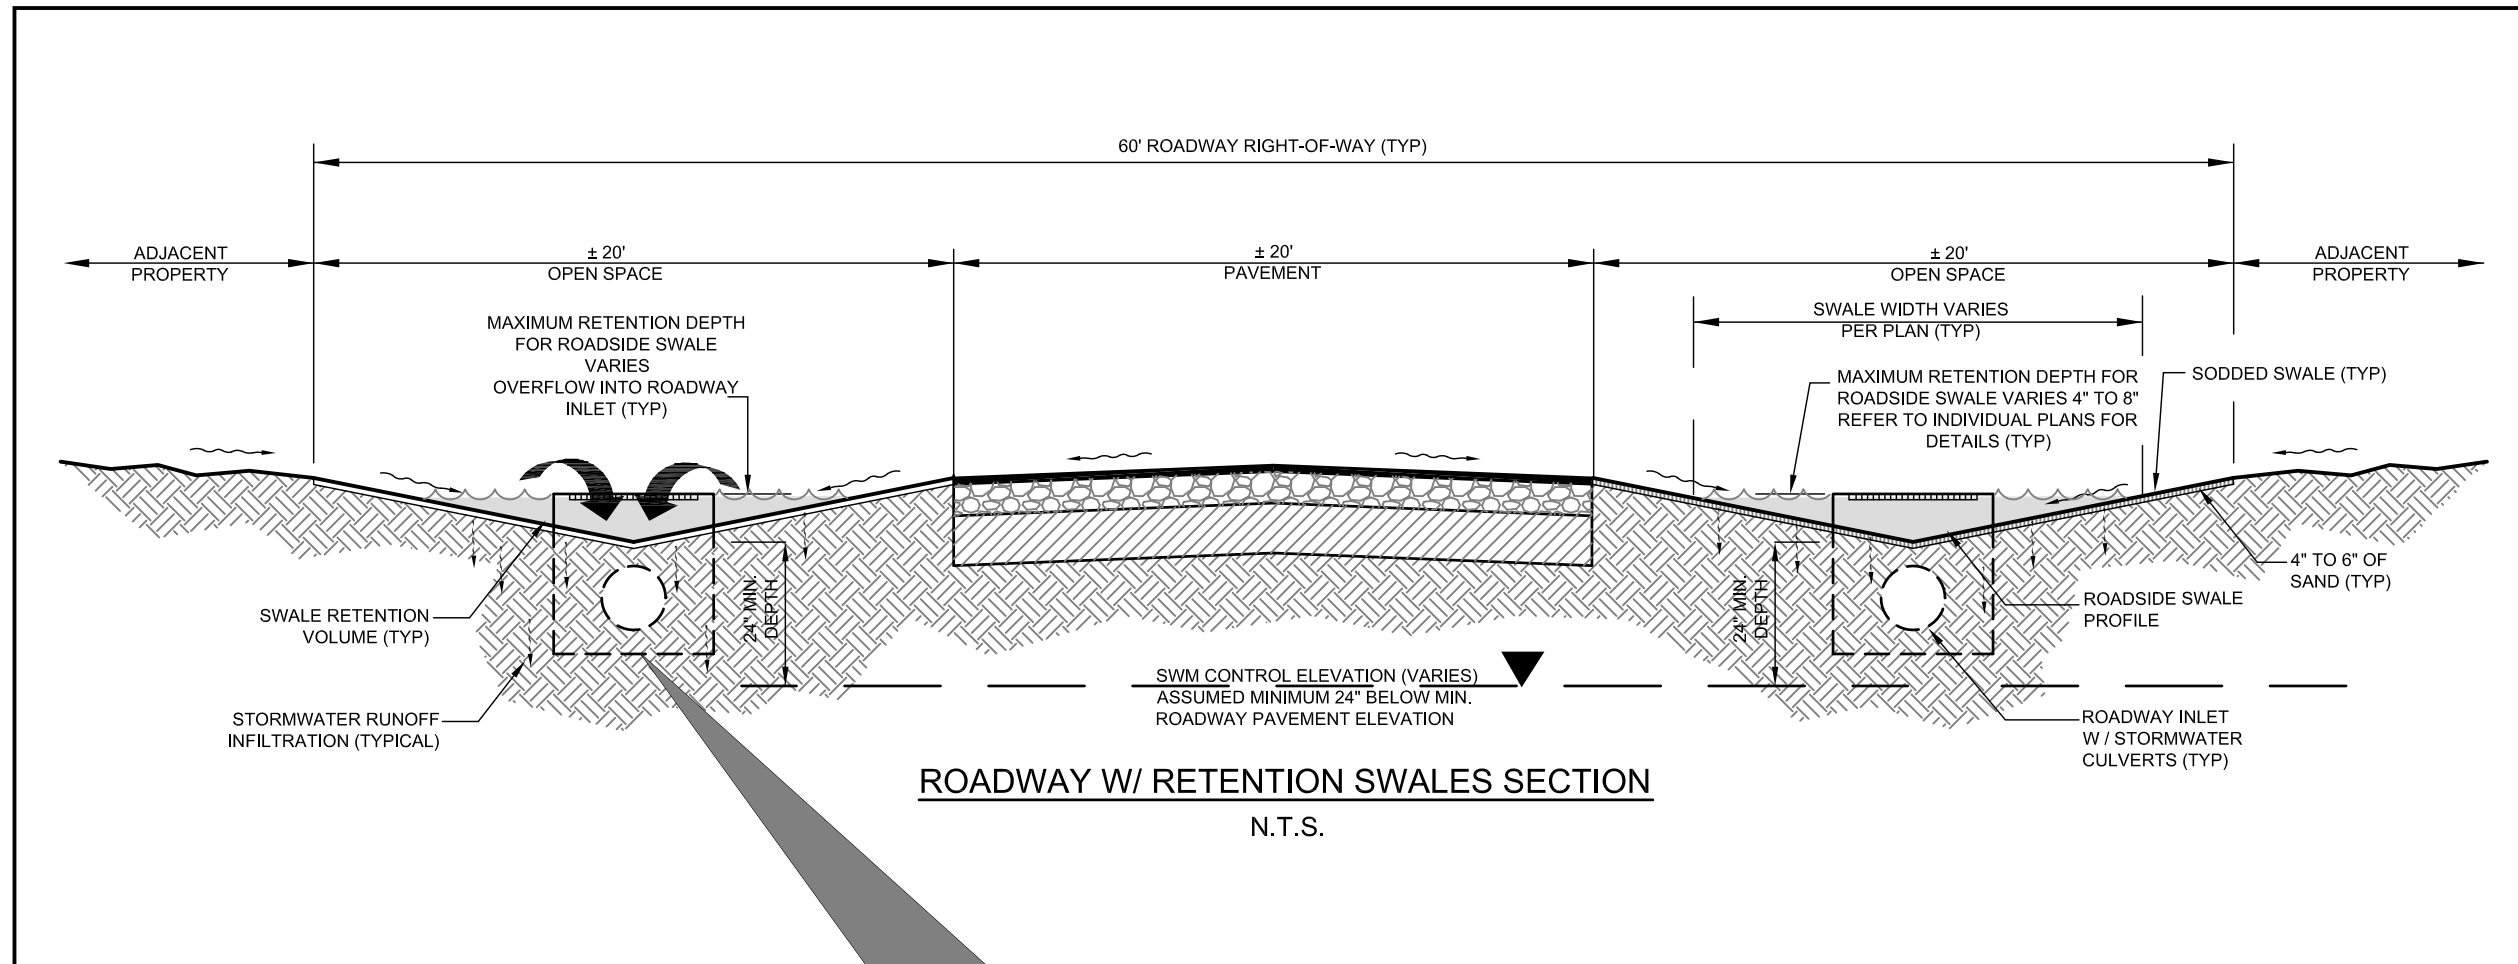 60' ROADWAY RIGHT-OF-WAY (TYP)
ADJACENT
PROPERTY
± 20'
OPEN SPACE
± 20'
PAVEMENT
± 20'
OPEN SPACE
ADJACENT
PROPERTY
MAXIMUM RETENTION DEPTH
FOR ROADSIDE SWALE
VARIES
OVERFLOW INTO ROADWAY
INLET (TYP)
SWALE WIDTH VARIES
PER PLAN (TYP)
MAXIMUM RETENTION DEPTH FOR
ROADSIDE SWALE VARIES 4" TO 8"
REFER TO INDIVIDUAL PLANS FOR
DETAILS (TYP)
SODDED SWALE (TYP)
4" TO 6" OF
SAND (TYP)
SWALE RETENTION
VOLUME (TYP)
24" MIN.
DEPTH
24" MIN.
DEPTH
ROADSIDE SWALE
PROFILE
STORMWATER RUNOFF
INFILTRATION (TYPICAL)
SWM CONTROL ELEVATION (VARIES)
ASSUMED MINIMUM 24" BELOW MIN.
ROADWAY PAVEMENT ELEVATION
ROADWAY INLET
W / STORMWATER
CULVERTS (TYP)
ROADWAY W/ RETENTION SWALES SECTION
N.T.S.